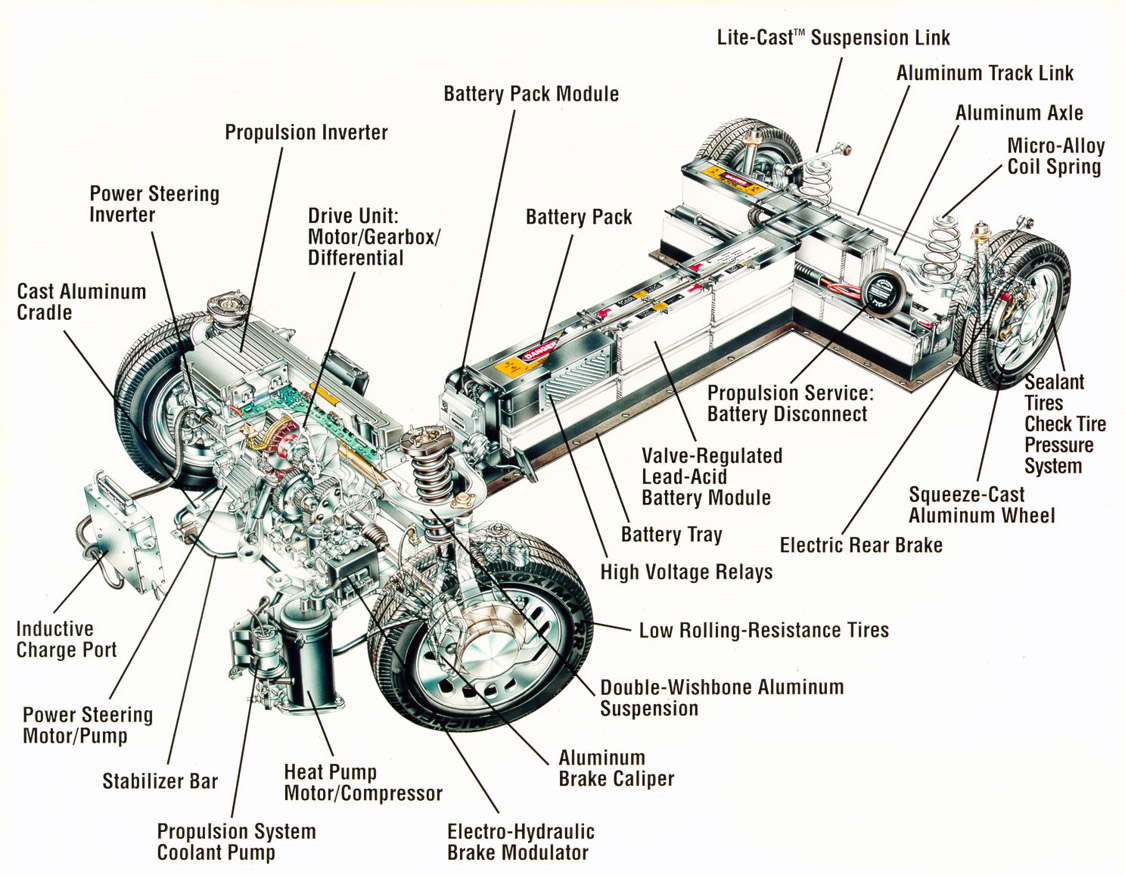 Lite-Cast™ Suspension Link
Aluminum Track Link
Battery Pack Module
Aluminum Axle
Propulsion Inverter
Micro-Alloy
Coil Spring
Power Steering
Inverter
Drive Unit:
Motor/Gearbox/
Differential
Battery Pack
Cast Aluminum
Cradle
DANGER
Propulsion Service:
Battery Disconnect
Sealant
Tires
Check Tire
Pressure
System
Valve-Regulated
Lead-Acid
Battery Module
Squeeze-Cast
Aluminum Wheel
Battery Tray
Electric Rear Brake
High Voltage Relays
PROXIMA RR
MICHELIN
Inductive
Charge Port
Low Rolling-Resistance Tires
Double-Wishbone Aluminum
Suspension
Power Steering
Motor/Pump
Stabilizer Bar
Heat Pump
Motor/Compressor
Aluminum
Brake Caliper
Propulsion System
Coolant Pump
Electro-Hydraulic
Brake Modulator